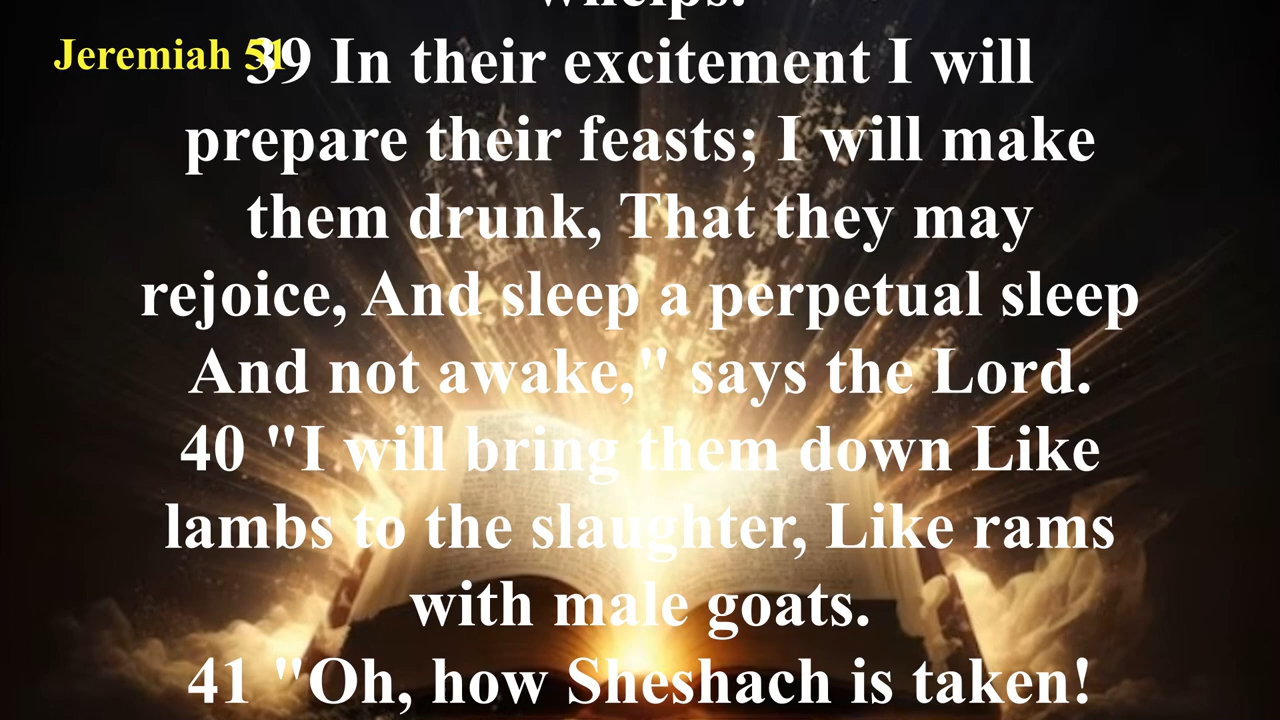 whelps.
Jeremiah 51
39 In their excitement I will
prepare their feasts; I will make
them drunk, That they may
rejoice, And sleep a perpetual sleep
And not awake," says the Lord.
40 "I will bring them down Like
lambs to the slaughter, Like rams
with male goats.
41 "Oh, how Sheshach is taken!